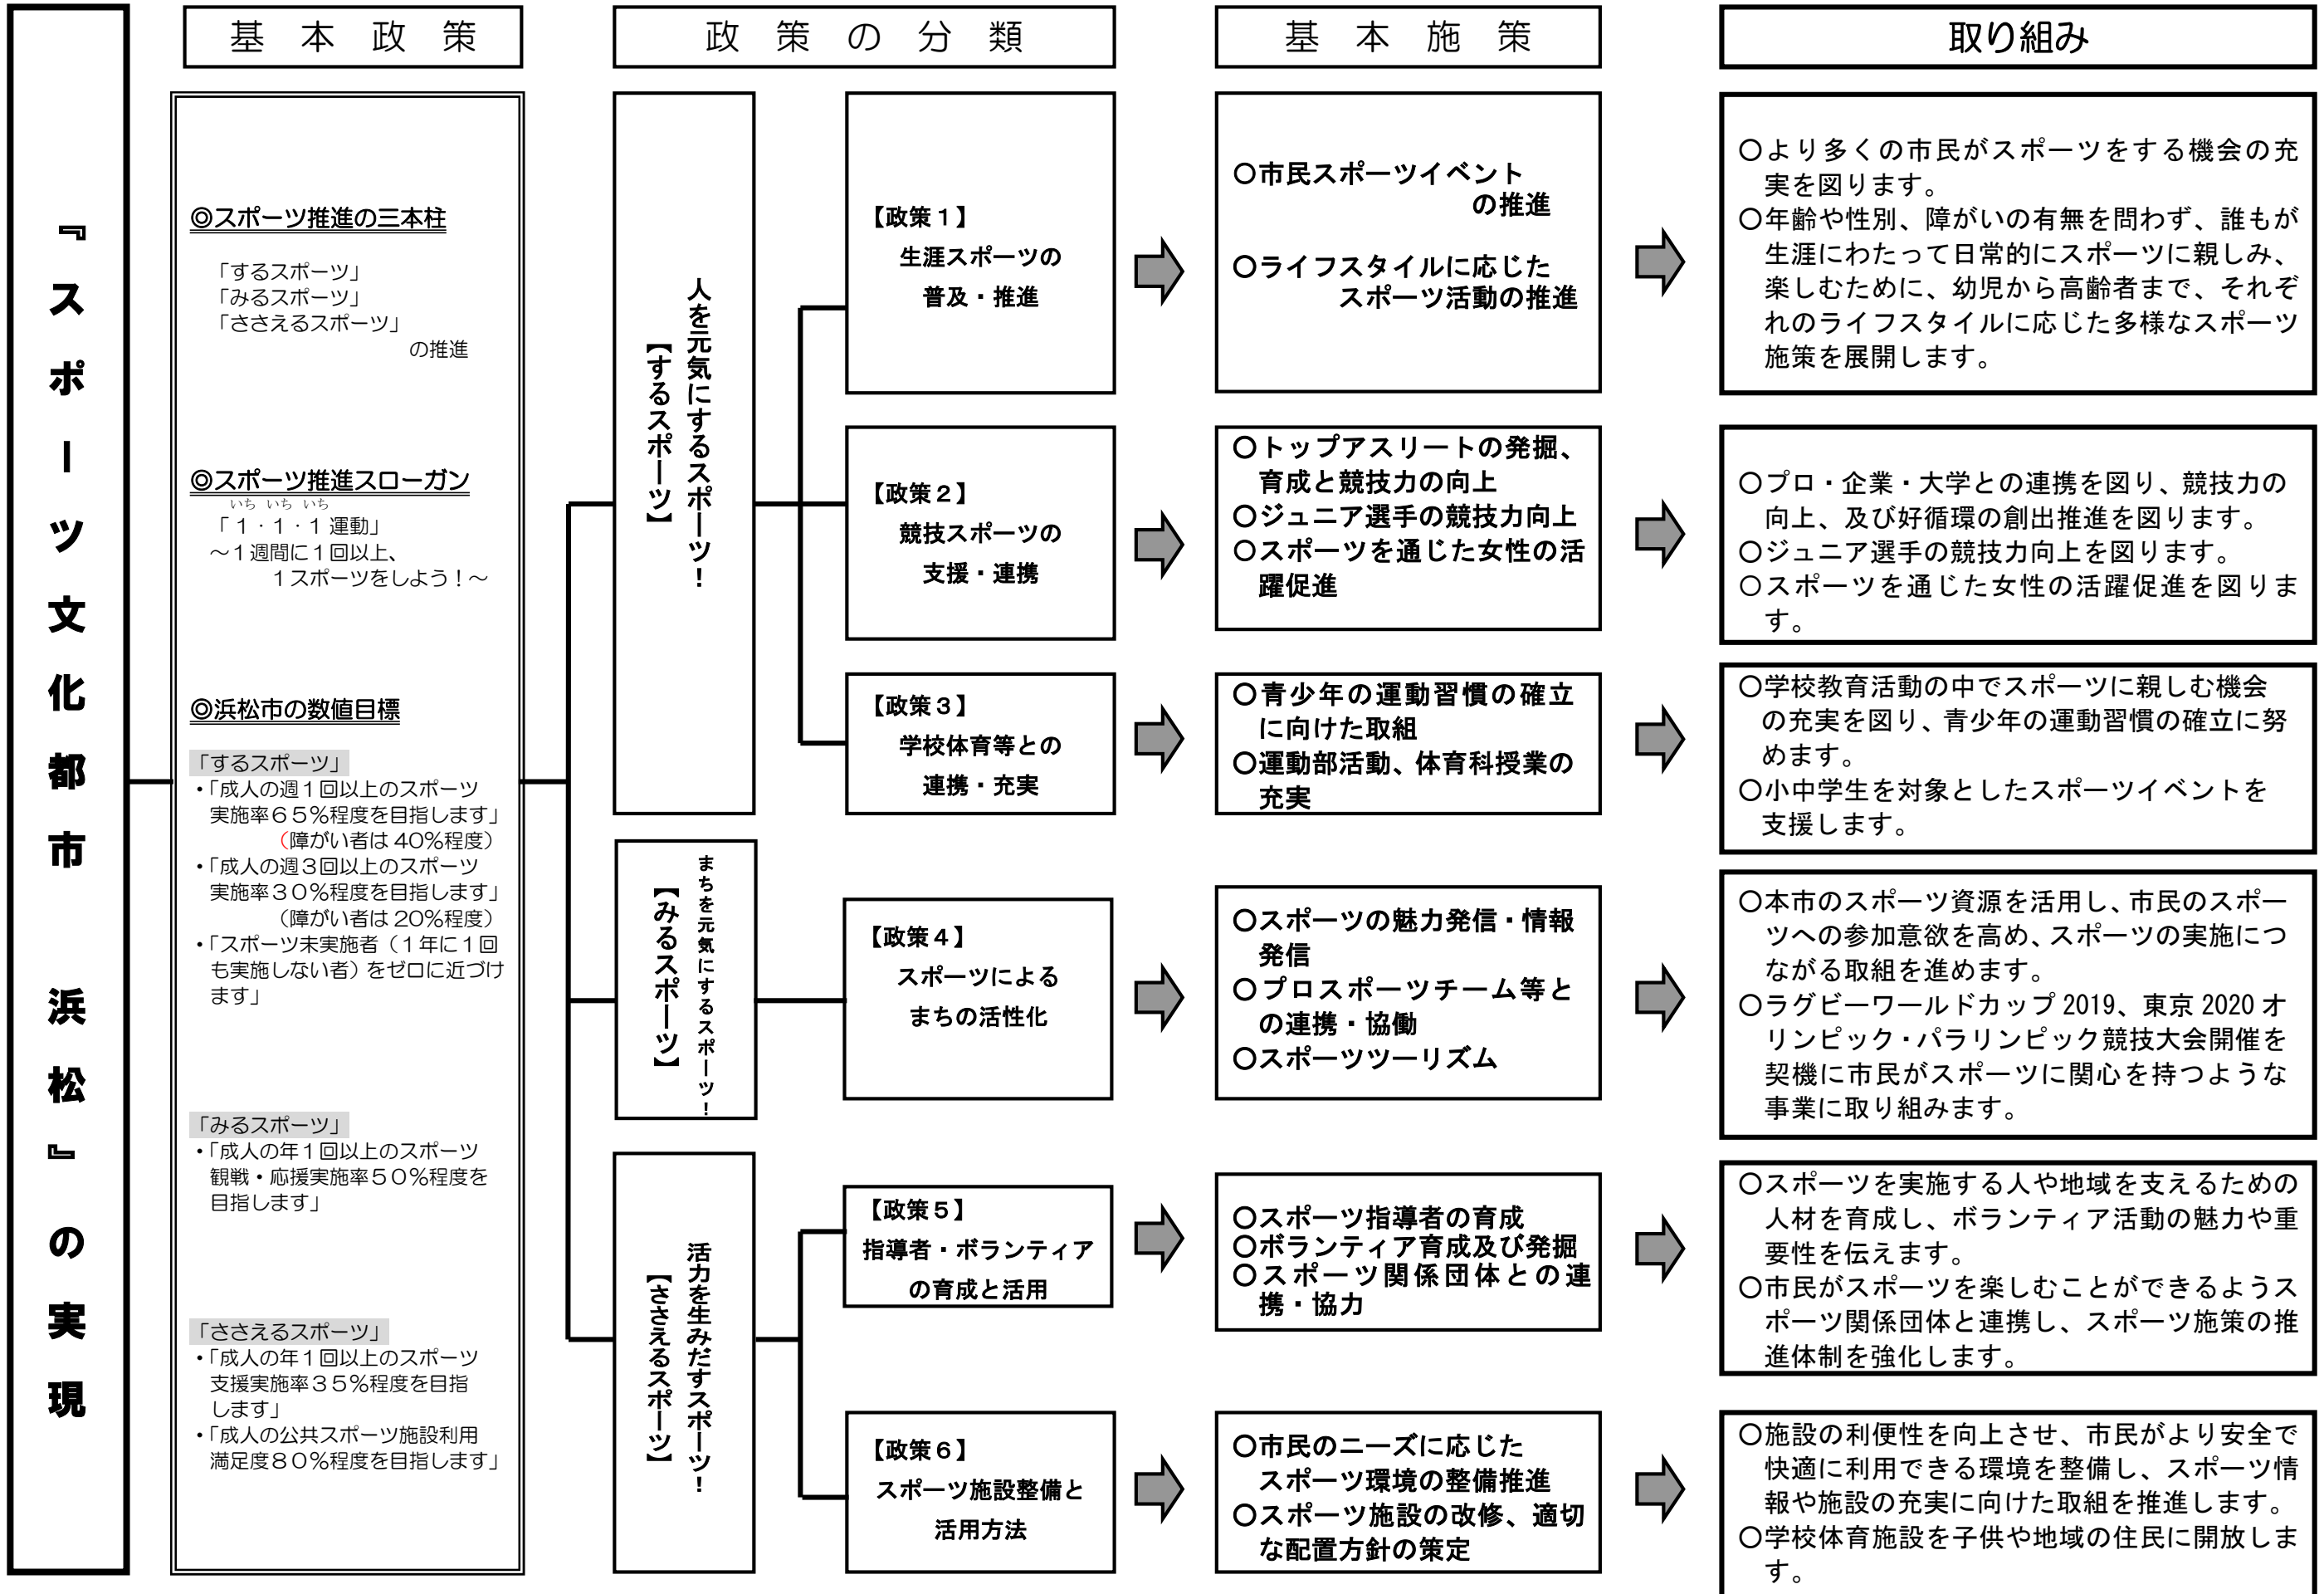 『スポーツ文化都市 浜松』の実現
基本政策
◎スポーツ推進の三本柱
「するスポーツ」
「みるスポーツ」
「ささえるスポーツ」
の推進
◎スポーツ推進スローガン
いち いち いち
「１・１・１運動」
～１週間に１回以上、
１スポーツをしよう！～
◎浜松市の数値目標
「するスポーツ」
・「成人の週１回以上のスポーツ
実施率６５％程度を目指します」
（障がい者は 40％程度）
・「成人の週３回以上のスポーツ
実施率３０％程度を目指します」
（障がい者は 20％程度）
・「スポーツ未実施者（１年に１回
も実施しない者）をゼロに近づけ
ます」
「みるスポーツ」
・「成人の年１回以上のスポーツ
観戦・応援実施率５０％程度を
目指します」
「ささえるスポーツ」
・「成人の年１回以上のスポーツ
支援実施率３５％程度を目指
します」
・「成人の公共スポーツ施設利用
満足度８０％程度を目指します」
政策の分類
人を元気にするスポーツ！
【するスポーツ】
まちを元気にするスポーツ！
【みるスポーツ】
活力を生みだすスポーツ！
【ささえるスポーツ】
【政策１】
生涯スポーツの
普及・推進
【政策２】
競技スポーツの
支援・連携
【政策３】
学校体育等との
連携・充実
【政策４】
スポーツによる
まちの活性化
【政策５】
指導者・ボランティア
の育成と活用
【政策６】
スポーツ施設整備と
活用方法
基本施策
○市民スポーツイベント
の推進
○ライフスタイルに応じた
スポーツ活動の推進
○トップアスリートの発掘、
育成と競技力の向上
○ジュニア選手の競技力向上
○スポーツを通じた女性の活
躍促進
○青少年の運動習慣の確立
に向けた取組
○運動部活動、体育科授業の
充実
○スポーツの魅力発信・情報
発信
○プロスポーツチーム等と
の連携・協働
○スポーツツーリズム
○スポーツ指導者の育成
○ボランティア育成及び発掘
○スポーツ関係団体との連
携・協力
○市民のニーズに応じた
スポーツ環境の整備推進
○スポーツ施設の改修、適切
な配置方針の策定
取り組み
○より多くの市民がスポーツをする機会の充
実を図ります。
○年齢や性別、障がいの有無を問わず、誰もが
生涯にわたって日常的にスポーツに親しみ、
楽しむために、幼児から高齢者まで、それぞ
れのライフスタイルに応じた多様なスポーツ
施策を展開します。
○プロ・企業・大学との連携を図り、競技力の
向上、及び好循環の創出推進を図ります。
○ジュニア選手の競技力向上を図ります。
○スポーツを通じた女性の活躍促進を図りま
す。
○学校教育活動の中でスポーツに親しむ機会
の充実を図り、青少年の運動習慣の確立に努
めます。
○小中学生を対象としたスポーツイベントを
支援します。
○本市のスポーツ資源を活用し、市民のスポー
ツへの参加意欲を高め、スポーツの実施につ
ながる取組を進めます。
○ラグビーワールドカップ 2019、東京 2020 オ
リンピック・パラリンピック競技大会開催を
契機に市民がスポーツに関心を持つような
事業に取り組みます。
○スポーツを実施する人や地域を支えるための
人材を育成し、ボランティア活動の魅力や重
要性を伝えます。
○市民がスポーツを楽しむことができるようス
ポーツ関係団体と連携し、スポーツ施策の推
進体制を強化します。
○施設の利便性を向上させ、市民がより安全で
快適に利用できる環境を整備し、スポーツ情
報や施設の充実に向けた取組を推進します。
○学校体育施設を子供や地域の住民に開放しま
す。